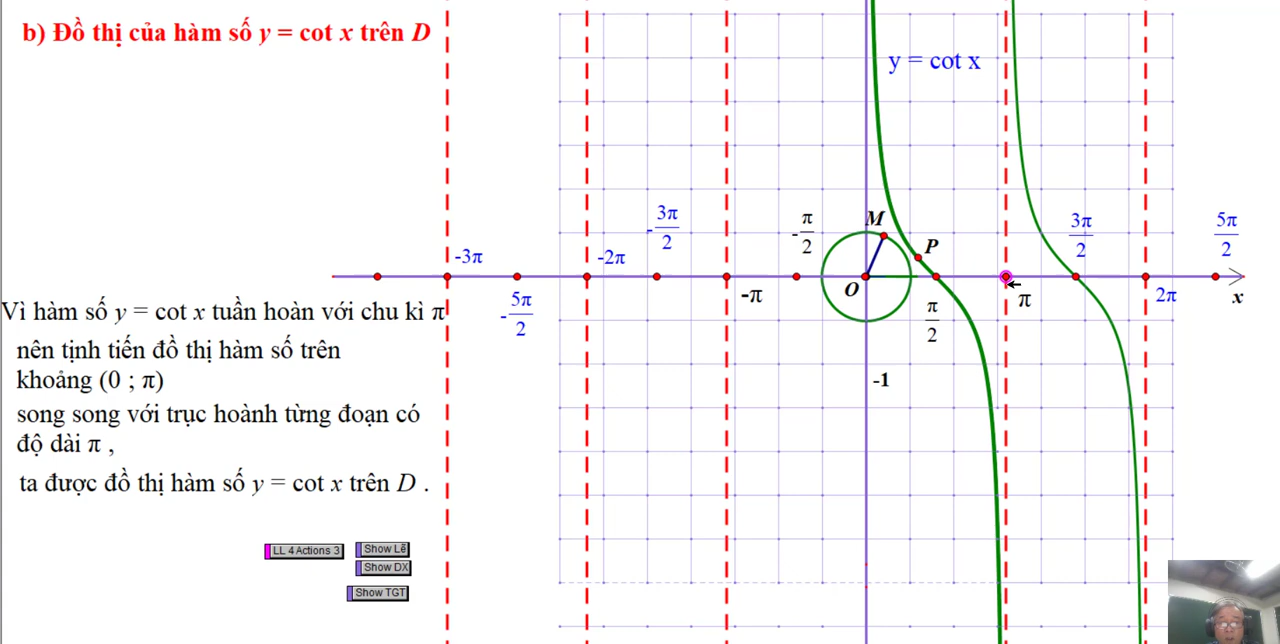 b) Đồ thị của hàm số y = cot x trên D
y = cot x
M
P
O
x
-3π
-5π/2
-2π
-3π/2
-π
-π/2
π/2
π
3π/2
2π
5π/2
-1
Vì hàm số y = cot x tuần hoàn với chu kì π
nên tịnh tiến đồ thị hàm số trên
khoảng (0 ; π)
song song với trục hoành từng đoạn có
độ dài π ,
ta được đồ thị hàm số y = cot x trên D .
LL 4 Actions 3
Show Lẽ
Show DX
Show TGT